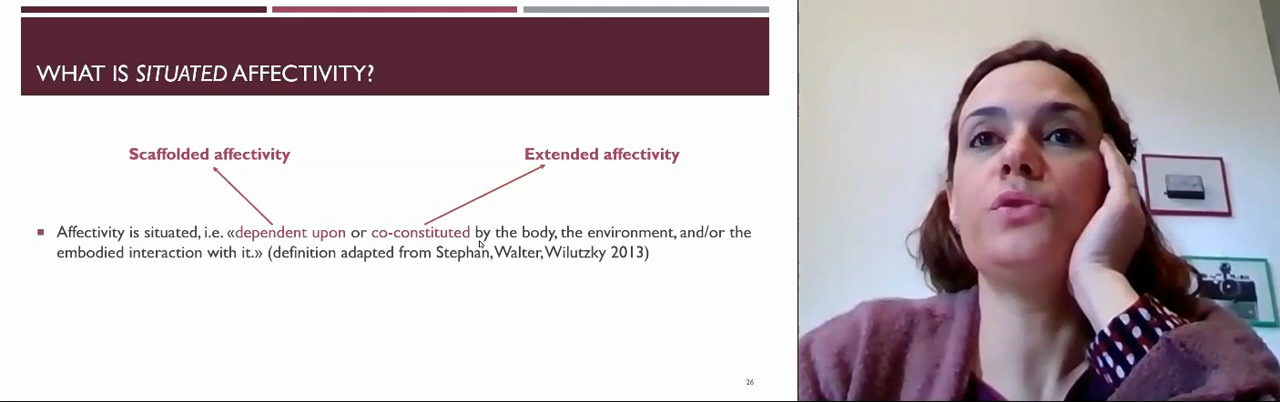 WHAT IS SITUATED AFFECTIVITY?
Scaffolded affectivity
Extended affectivity
Affectivity is situated, i.e. «dependent upon or co-constituted by the body, the environment, and/or the
embodied interaction with it.» (definition adapted from Stephan, Walter, Wilutzky 2013)
26